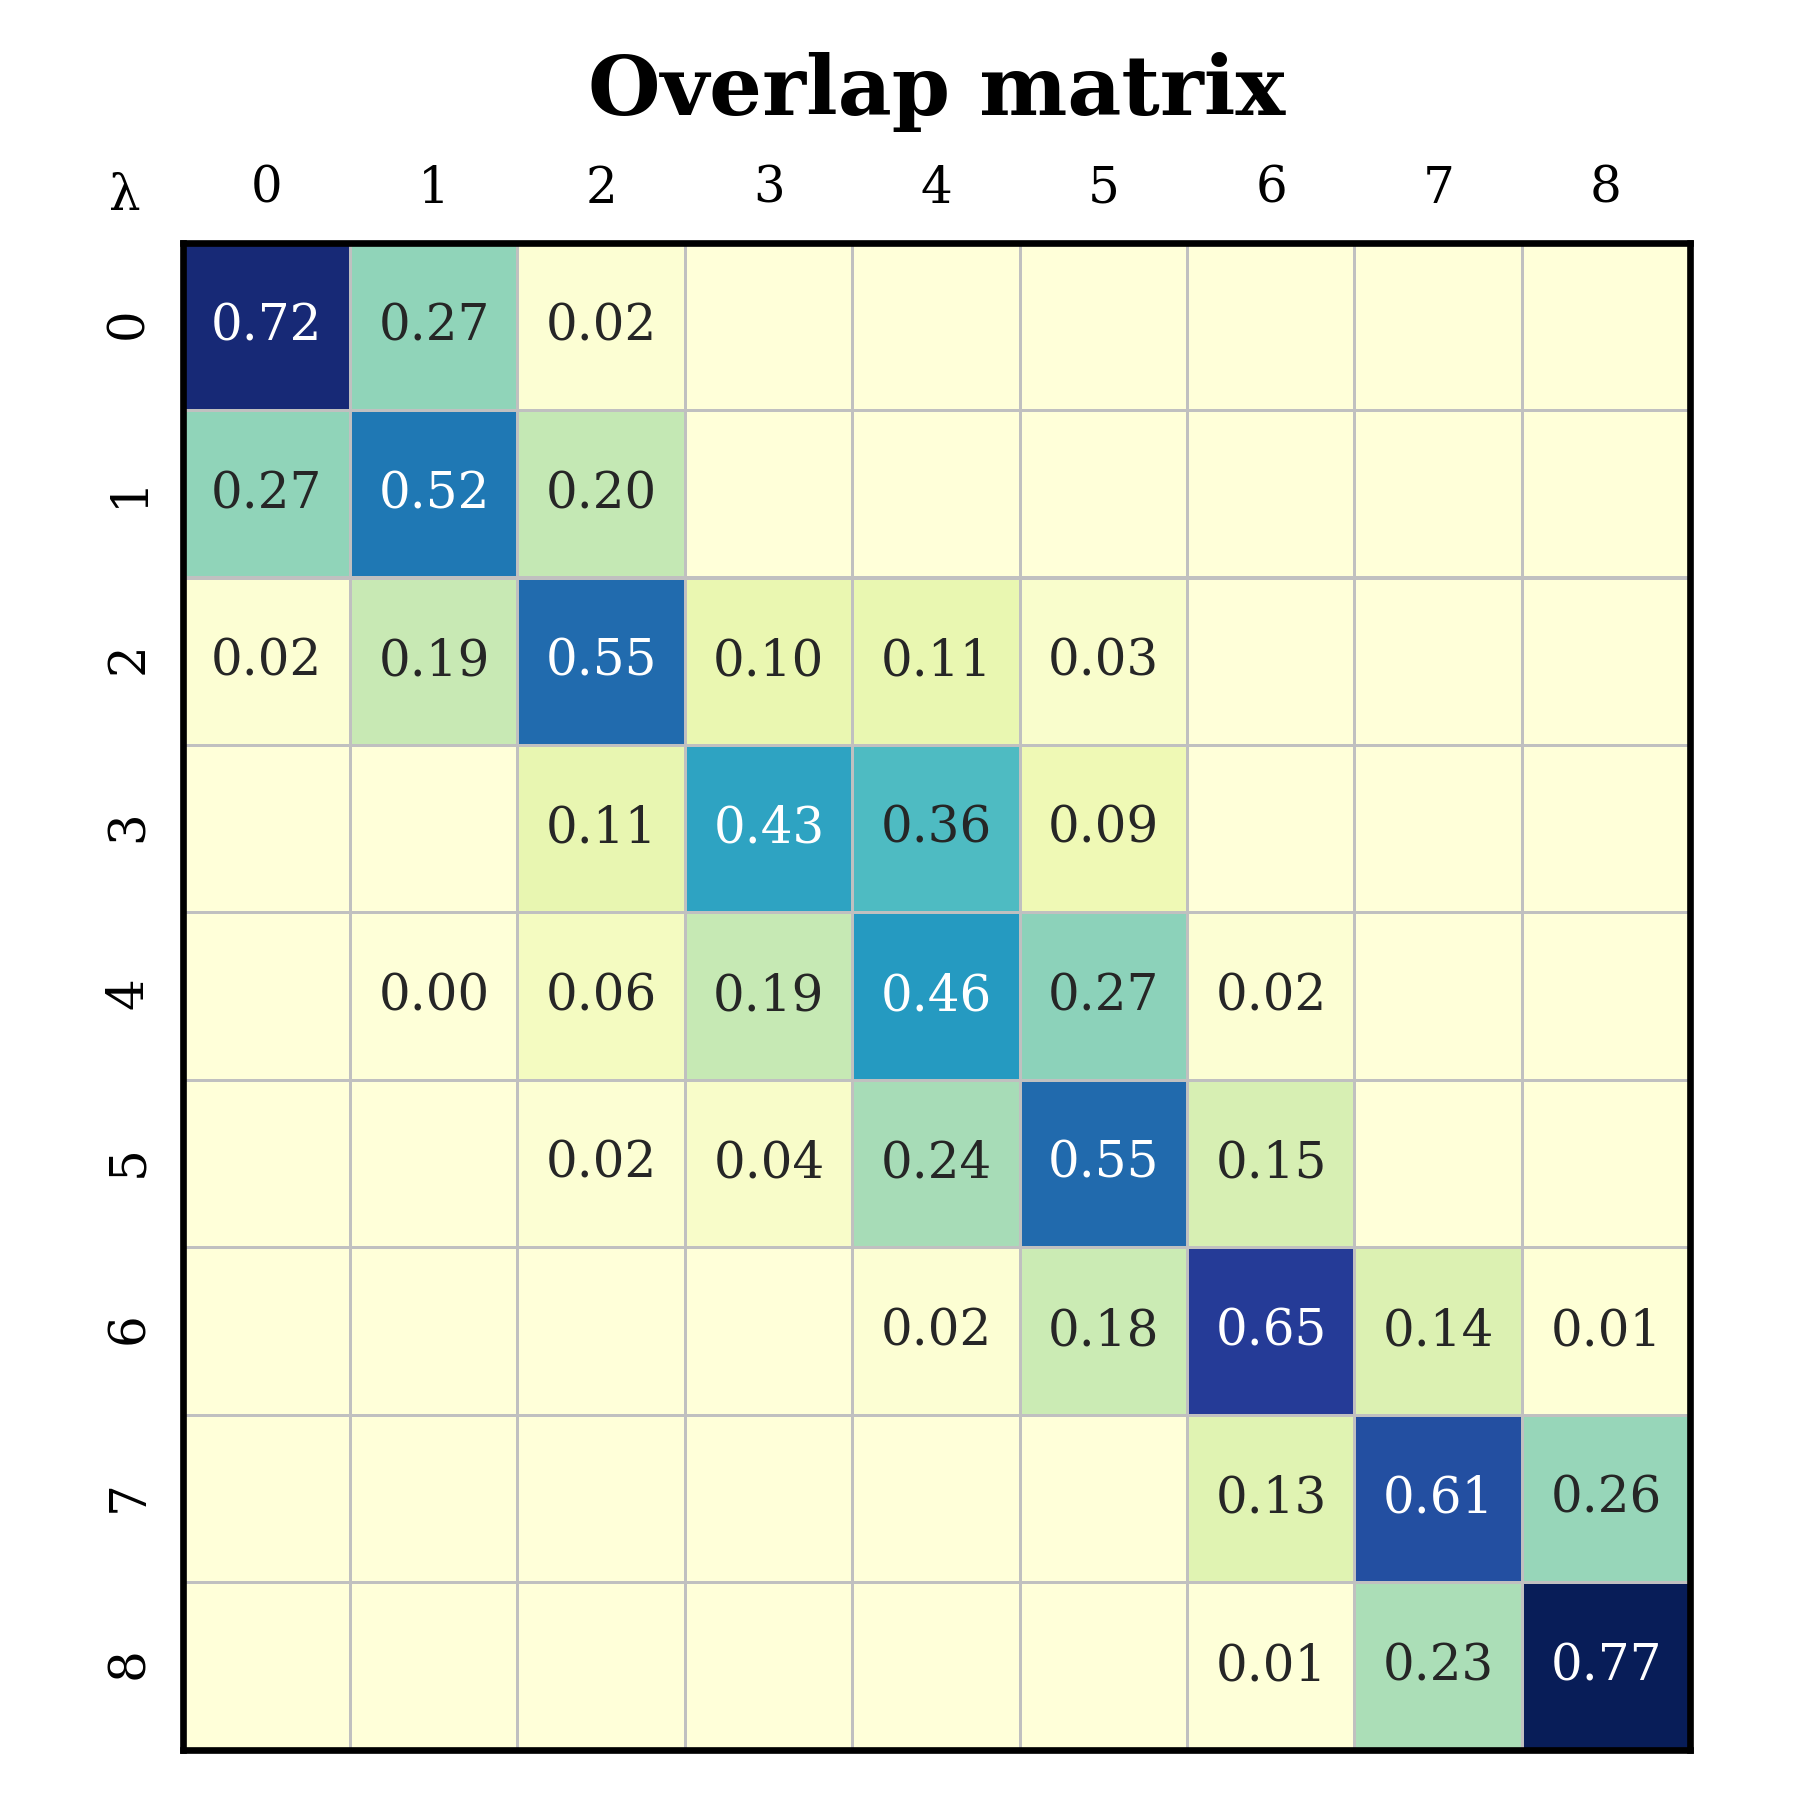 Overlap matrix
λ 0 1 2 3 4 5 6 7 8
0 0.72 0.27 0.02
1 0.27 0.52 0.20
2 0.02 0.19 0.55 0.10 0.11 0.03
3 0.11 0.43 0.36 0.09
4 0.00 0.06 0.19 0.46 0.27 0.02
5 0.02 0.04 0.24 0.55 0.15
6 0.02 0.18 0.65 0.14 0.01
7 0.13 0.61 0.26
8 0.01 0.23 0.77